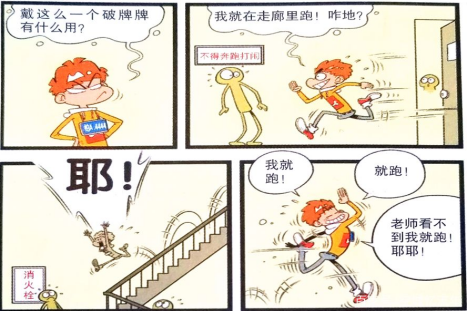 戴这么一个破牌牌
有什么用?
我就在走廊里跑!咋地?
不得奔跑打闹
耶!
消
火
栓
我就
跑!
就跑!
老师看不
到我就跑!
耶耶!